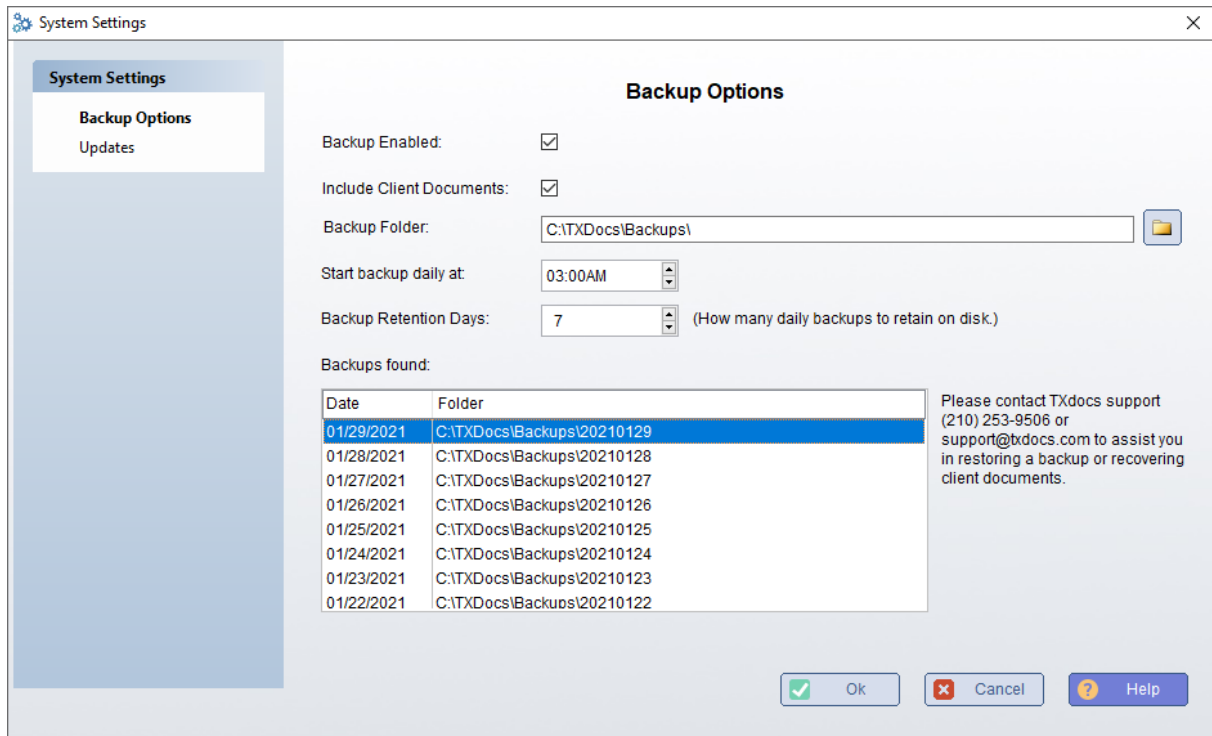 System Settings
System Settings
Backup Options
Updates
Backup Options
Backup Enabled:
Include Client Documents:
Backup Folder: C:\TXDocs\Backups\
Start backup daily at: 03:00AM
Backup Retention Days: 7 (How many daily backups to retain on disk.)
Backups found:
Date Folder
01/29/2021 C:\TXDocs\Backups\20210129
01/28/2021 C:\TXDocs\Backups\20210128
01/27/2021 C:\TXDocs\Backups\20210127
01/26/2021 C:\TXDocs\Backups\20210126
01/25/2021 C:\TXDocs\Backups\20210125
01/24/2021 C:\TXDocs\Backups\20210124
01/23/2021 C:\TXDocs\Backups\20210123
01/22/2021 C:\TXDocs\Backups\20210122
Please contact TXdocs support
(210) 253-9506 or
support@txdocs.com to assist you
in restoring a backup or recovering
client documents.
Ok Cancel ? Help